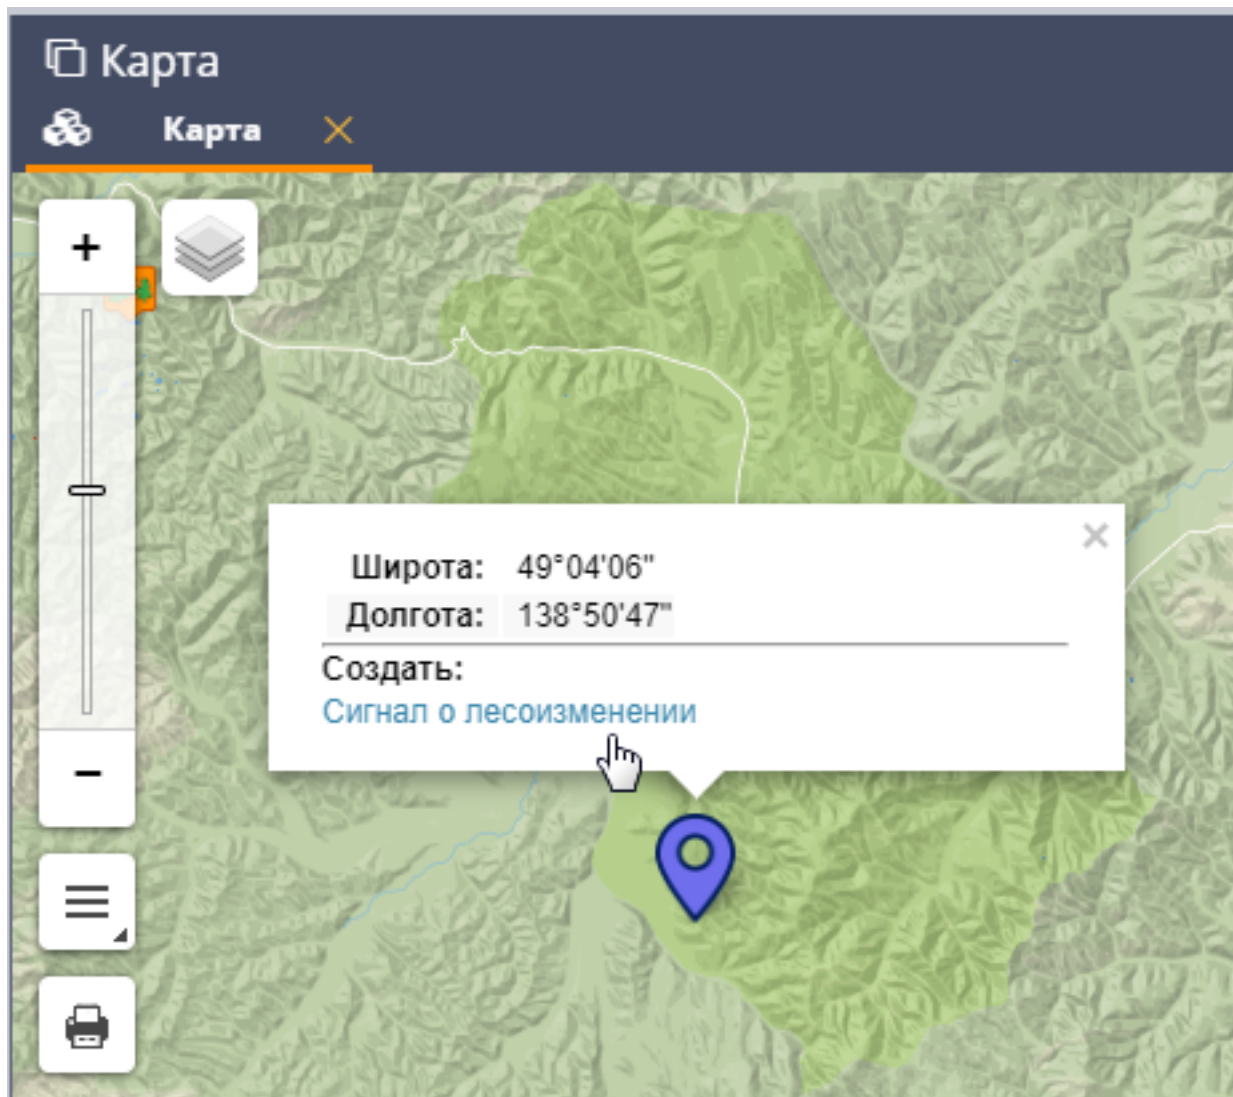 Карта
Карта
Широта: 49°04'06"
Долгота: 138°50'47"
Создать:
Сигнал о лесоизменении